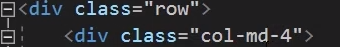 <div class="row">
<div class="col-md-4">